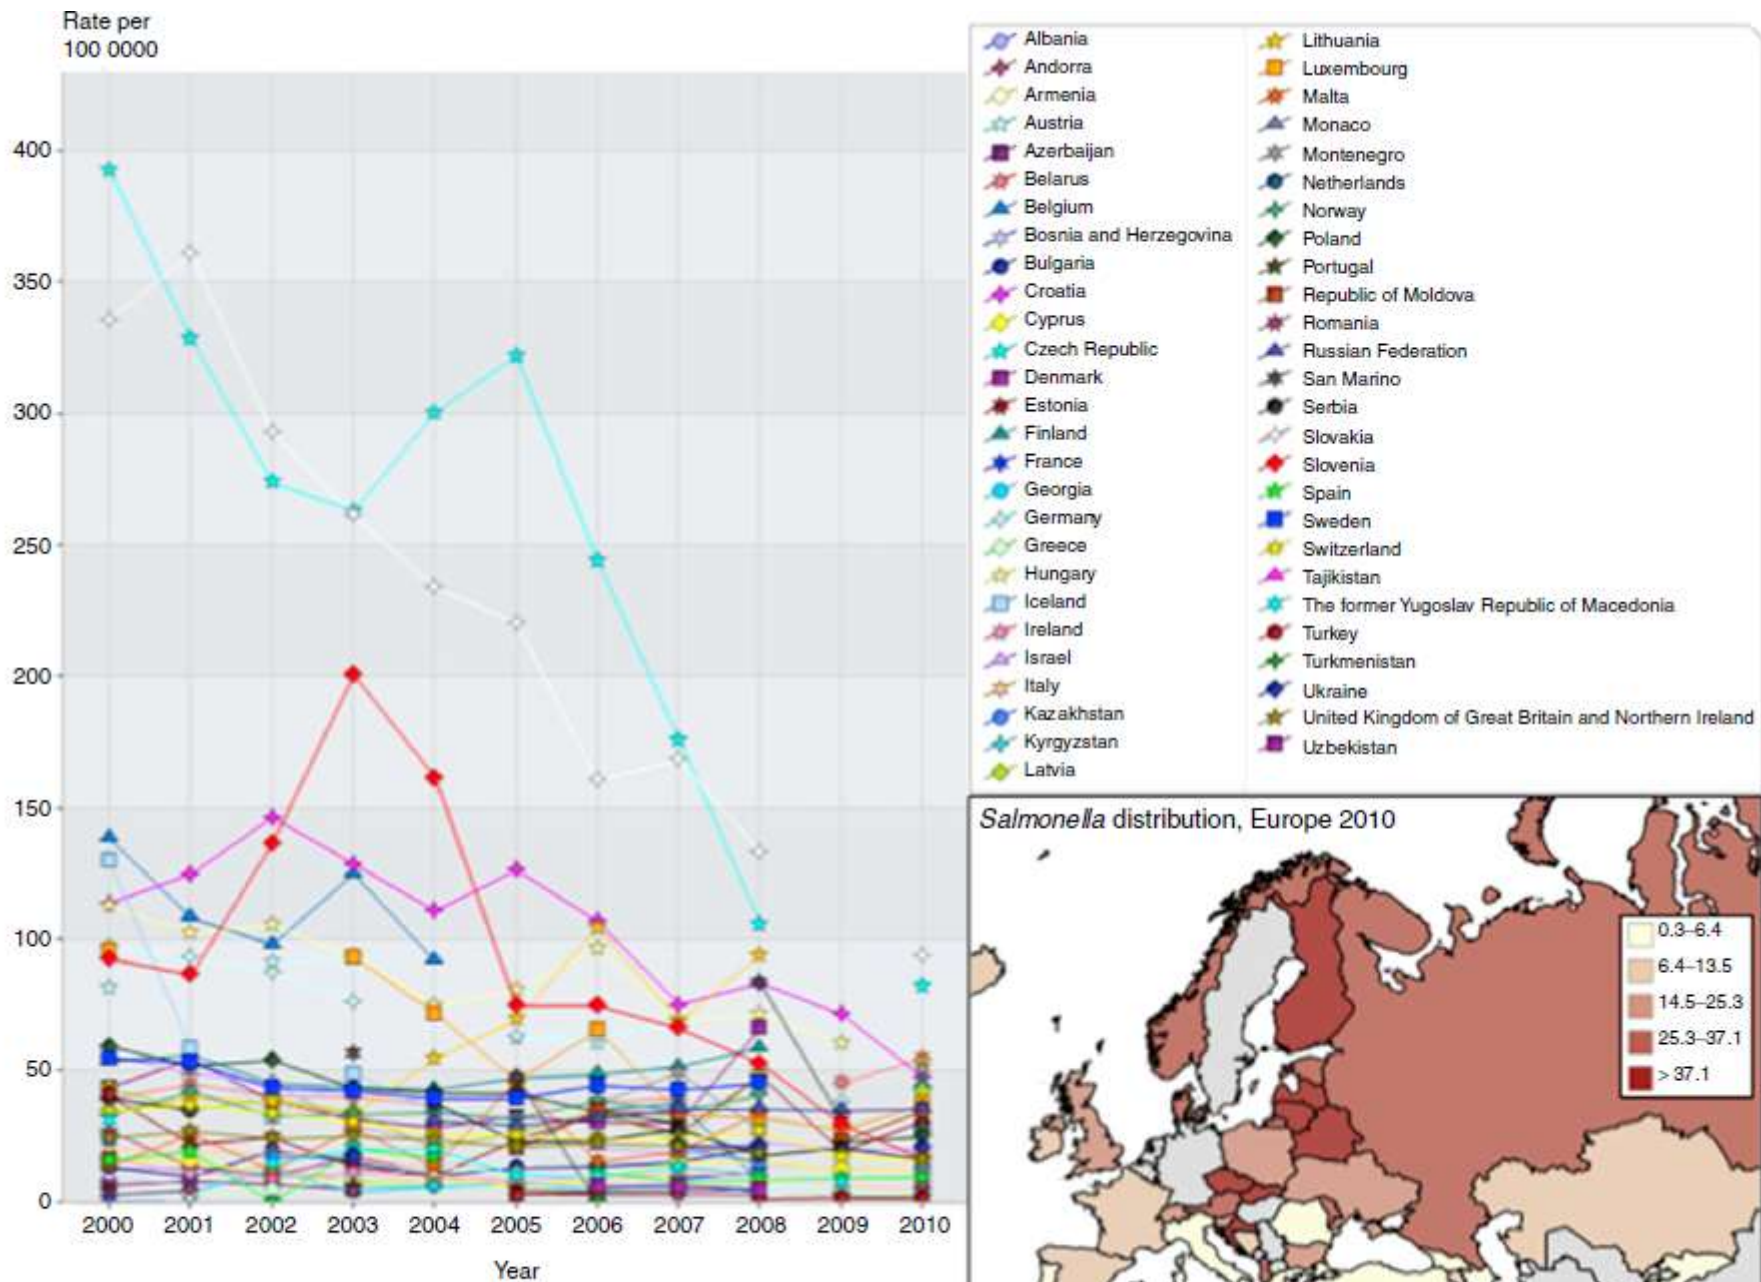 Rate per
100 0000
400
350
300
250
200
150
100
50
0
2000 2001 2002 2003 2004 2005 2006 2007 2008 2009 2010
Year
Albania
Andorra
Armenia
Austria
Azerbaijan
Belarus
Belgium
Bosnia and Herzegovina
Bulgaria
Croatia
Cyprus
Czech Republic
Denmark
Estonia
Finland
France
Georgia
Germany
Greece
Hungary
Iceland
Ireland
Israel
Italy
Kazakhstan
Kyrgyzstan
Latvia
Lithuania
Luxembourg
Malta
Monaco
Montenegro
Netherlands
Norway
Poland
Portugal
Republic of Moldova
Romania
Russian Federation
San Marino
Serbia
Slovakia
Slovenia
Spain
Sweden
Switzerland
Tajikistan
The former Yugoslav Republic of Macedonia
Turkey
Turkmenistan
Ukraine
United Kingdom of Great Britain and Northern Ireland
Uzbekistan
Salmonella distribution, Europe 2010
0.3–6.4
6.4–13.5
14.5–25.3
25.3–37.1
> 37.1